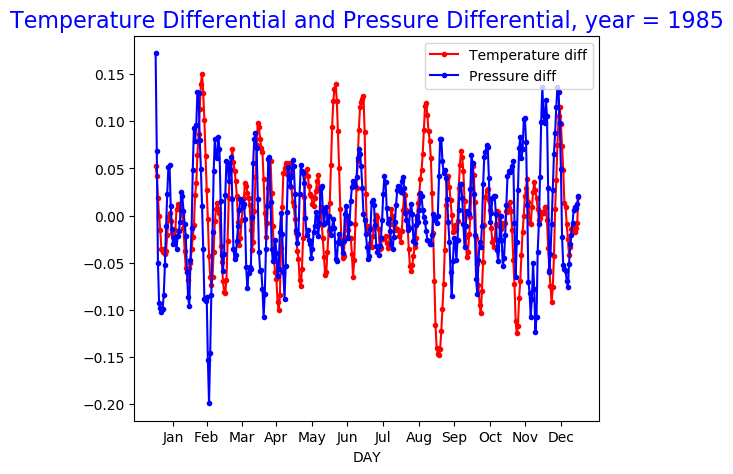 Temperature Differential and Pressure Differential, year = 1985
Temperature diff
Pressure diff
0.15
0.10
0.05
0.00
−0.05
−0.10
−0.15
−0.20
Jan Feb Mar Apr May Jun Jul Aug Sep Oct Nov Dec
DAY